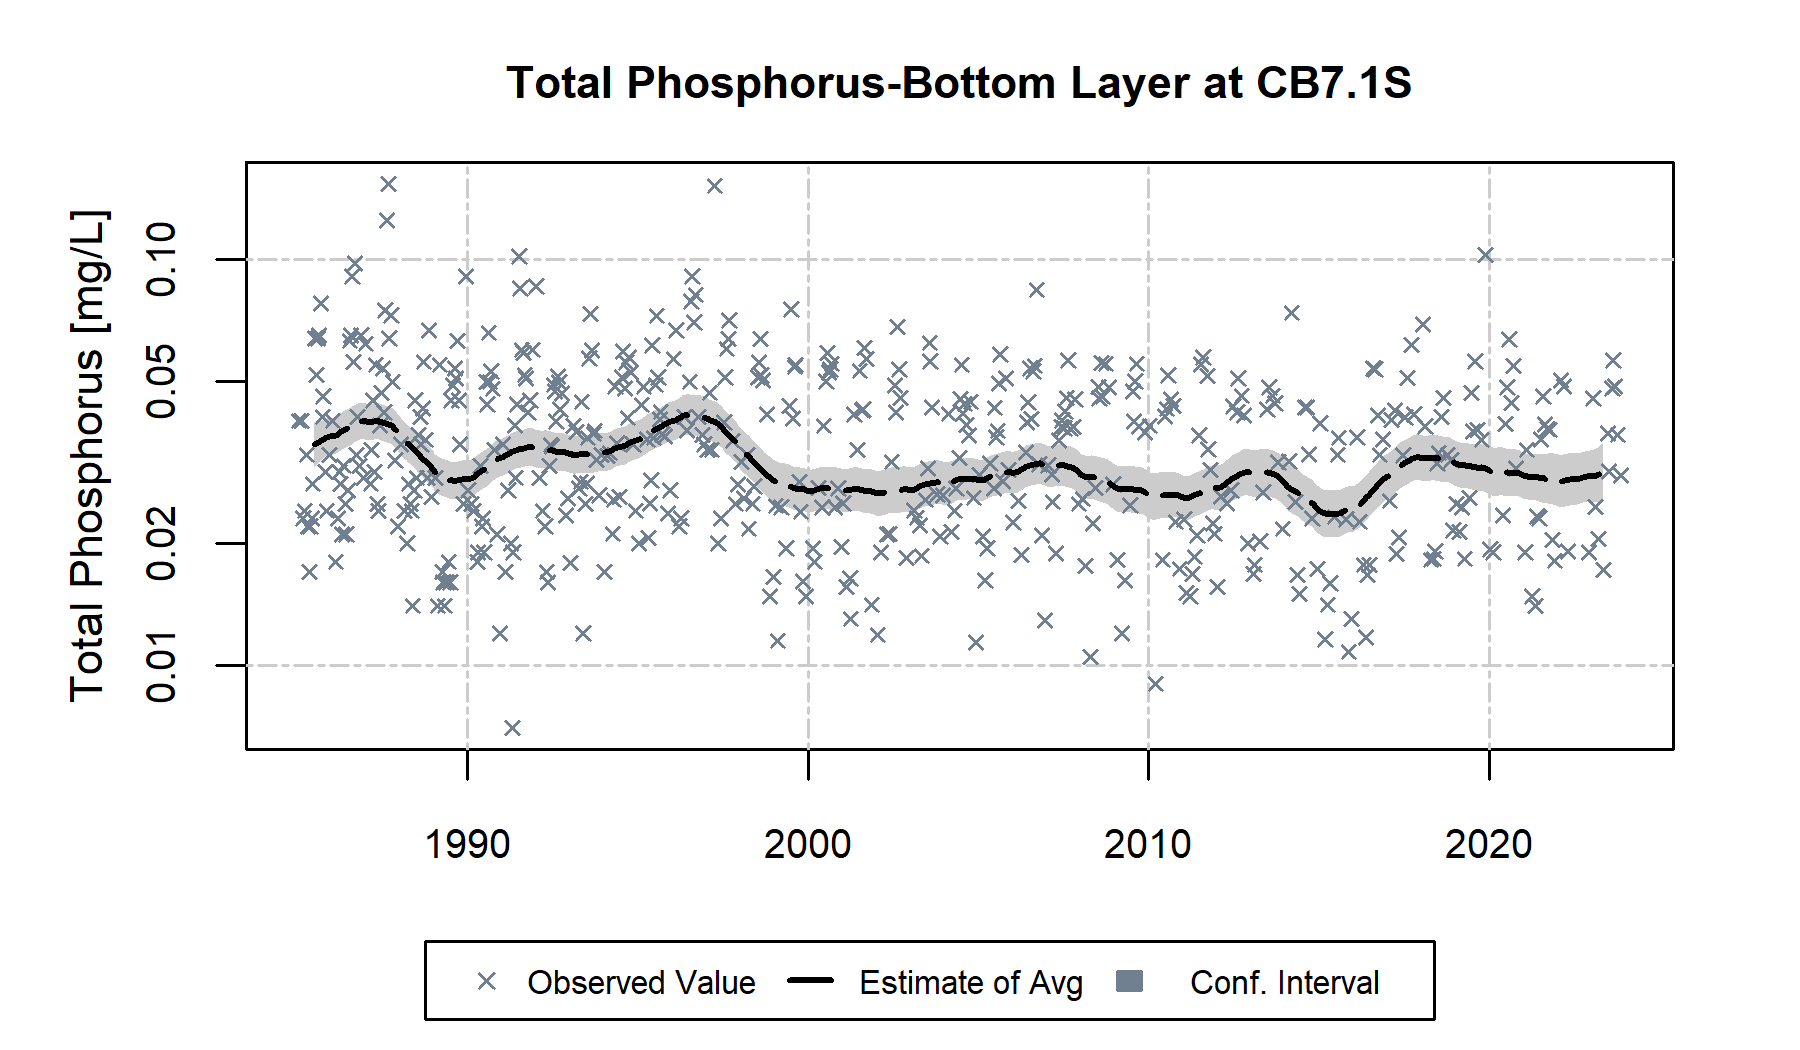 Total Phosphorus-Bottom Layer at CB7.1S
Total Phosphorus [mg/L]
0.10
0.05
0.02
0.01
1990 2000 2010 2020
Observed Value Estimate of Avg Conf. Interval